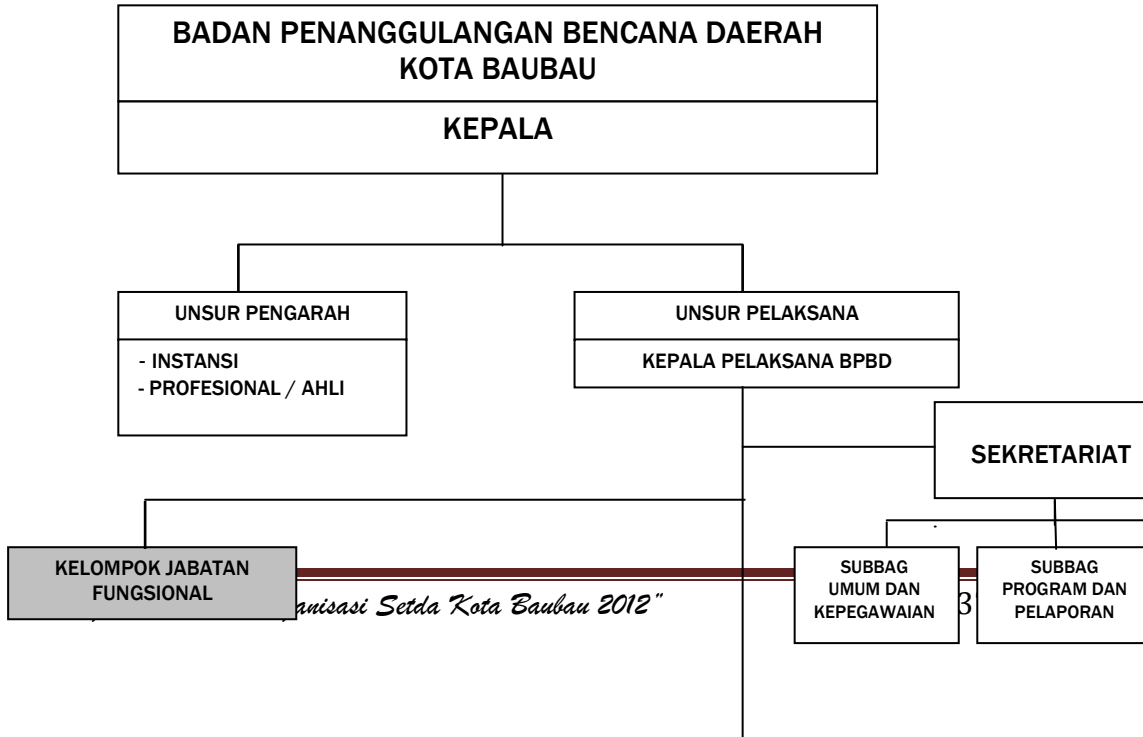 BADAN PENANGGULANGAN BENCANA DAERAH
KOTA BAUBAU
KEPALA
UNSUR PENGARAH
- INSTANSI
- PROFESIONAL / AHLI
UNSUR PELAKSANA
KEPALA PELAKSANA BPBD
SEKRETARIAT
KELOMPOK JABATAN
FUNGSIONAL
SUBBAG
UMUM DAN
KEPEGAWAIAN
SUBBAG
PROGRAM DAN
PELAPORAN
Setda Kota Baubau 2012"